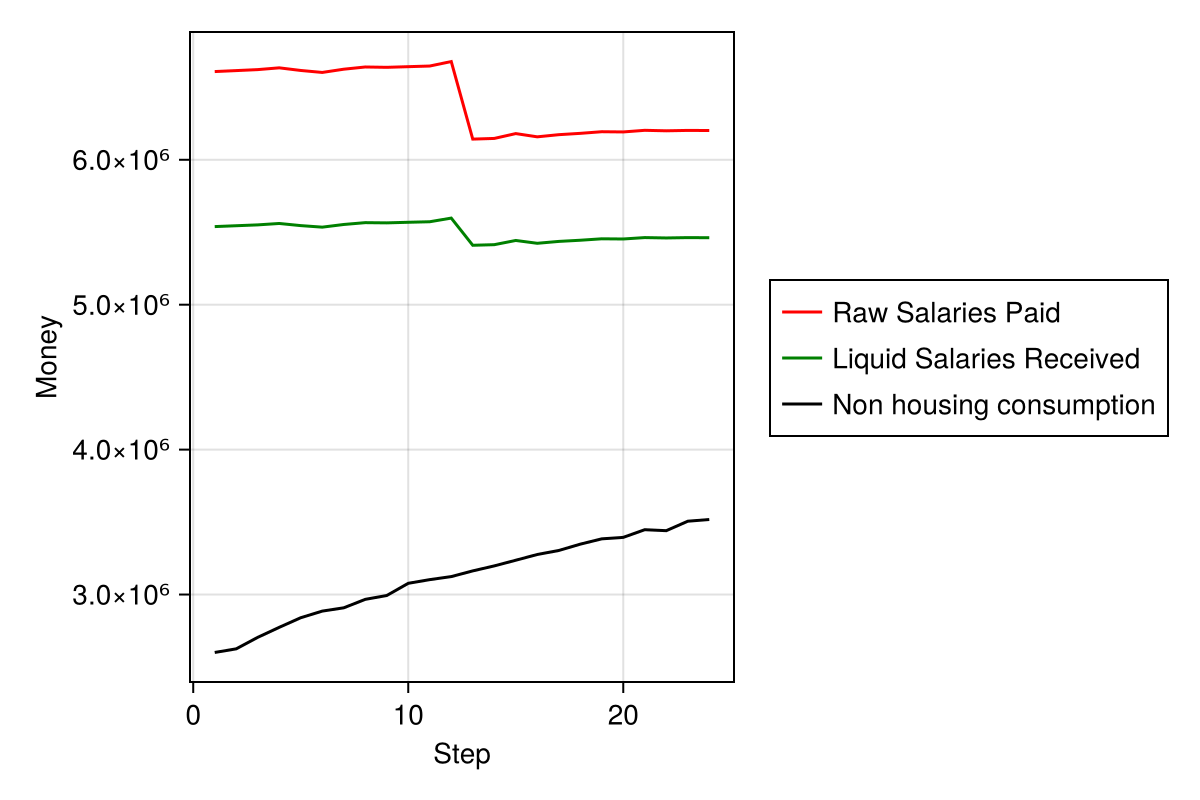 6.0×10⁶
5.0×10⁶
4.0×10⁶
3.0×10⁶
Money
0
10
20
Step
Raw Salaries Paid
Liquid Salaries Received
Non housing consumption